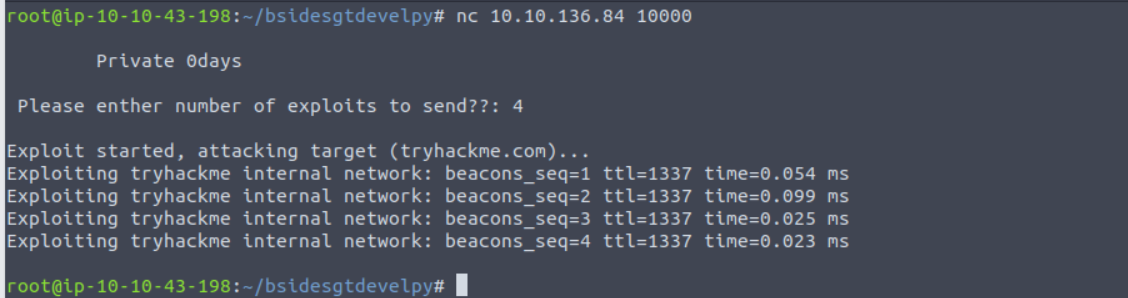 root@ip-10-10-43-198:~/bsidesgtdevelpy# nc 10.10.136.84 10000
Private 0days
Please enther number of exploits to send??: 4
Exploit started, attacking target (tryhackme.com)...
Exploiting tryhackme internal network: beacons_seq=1 ttl=1337 time=0.054 ms
Exploiting tryhackme internal network: beacons_seq=2 ttl=1337 time=0.099 ms
Exploiting tryhackme internal network: beacons_seq=3 ttl=1337 time=0.025 ms
Exploiting tryhackme internal network: beacons_seq=4 ttl=1337 time=0.023 ms
root@ip-10-10-43-198:~/bsidesgtdevelpy#